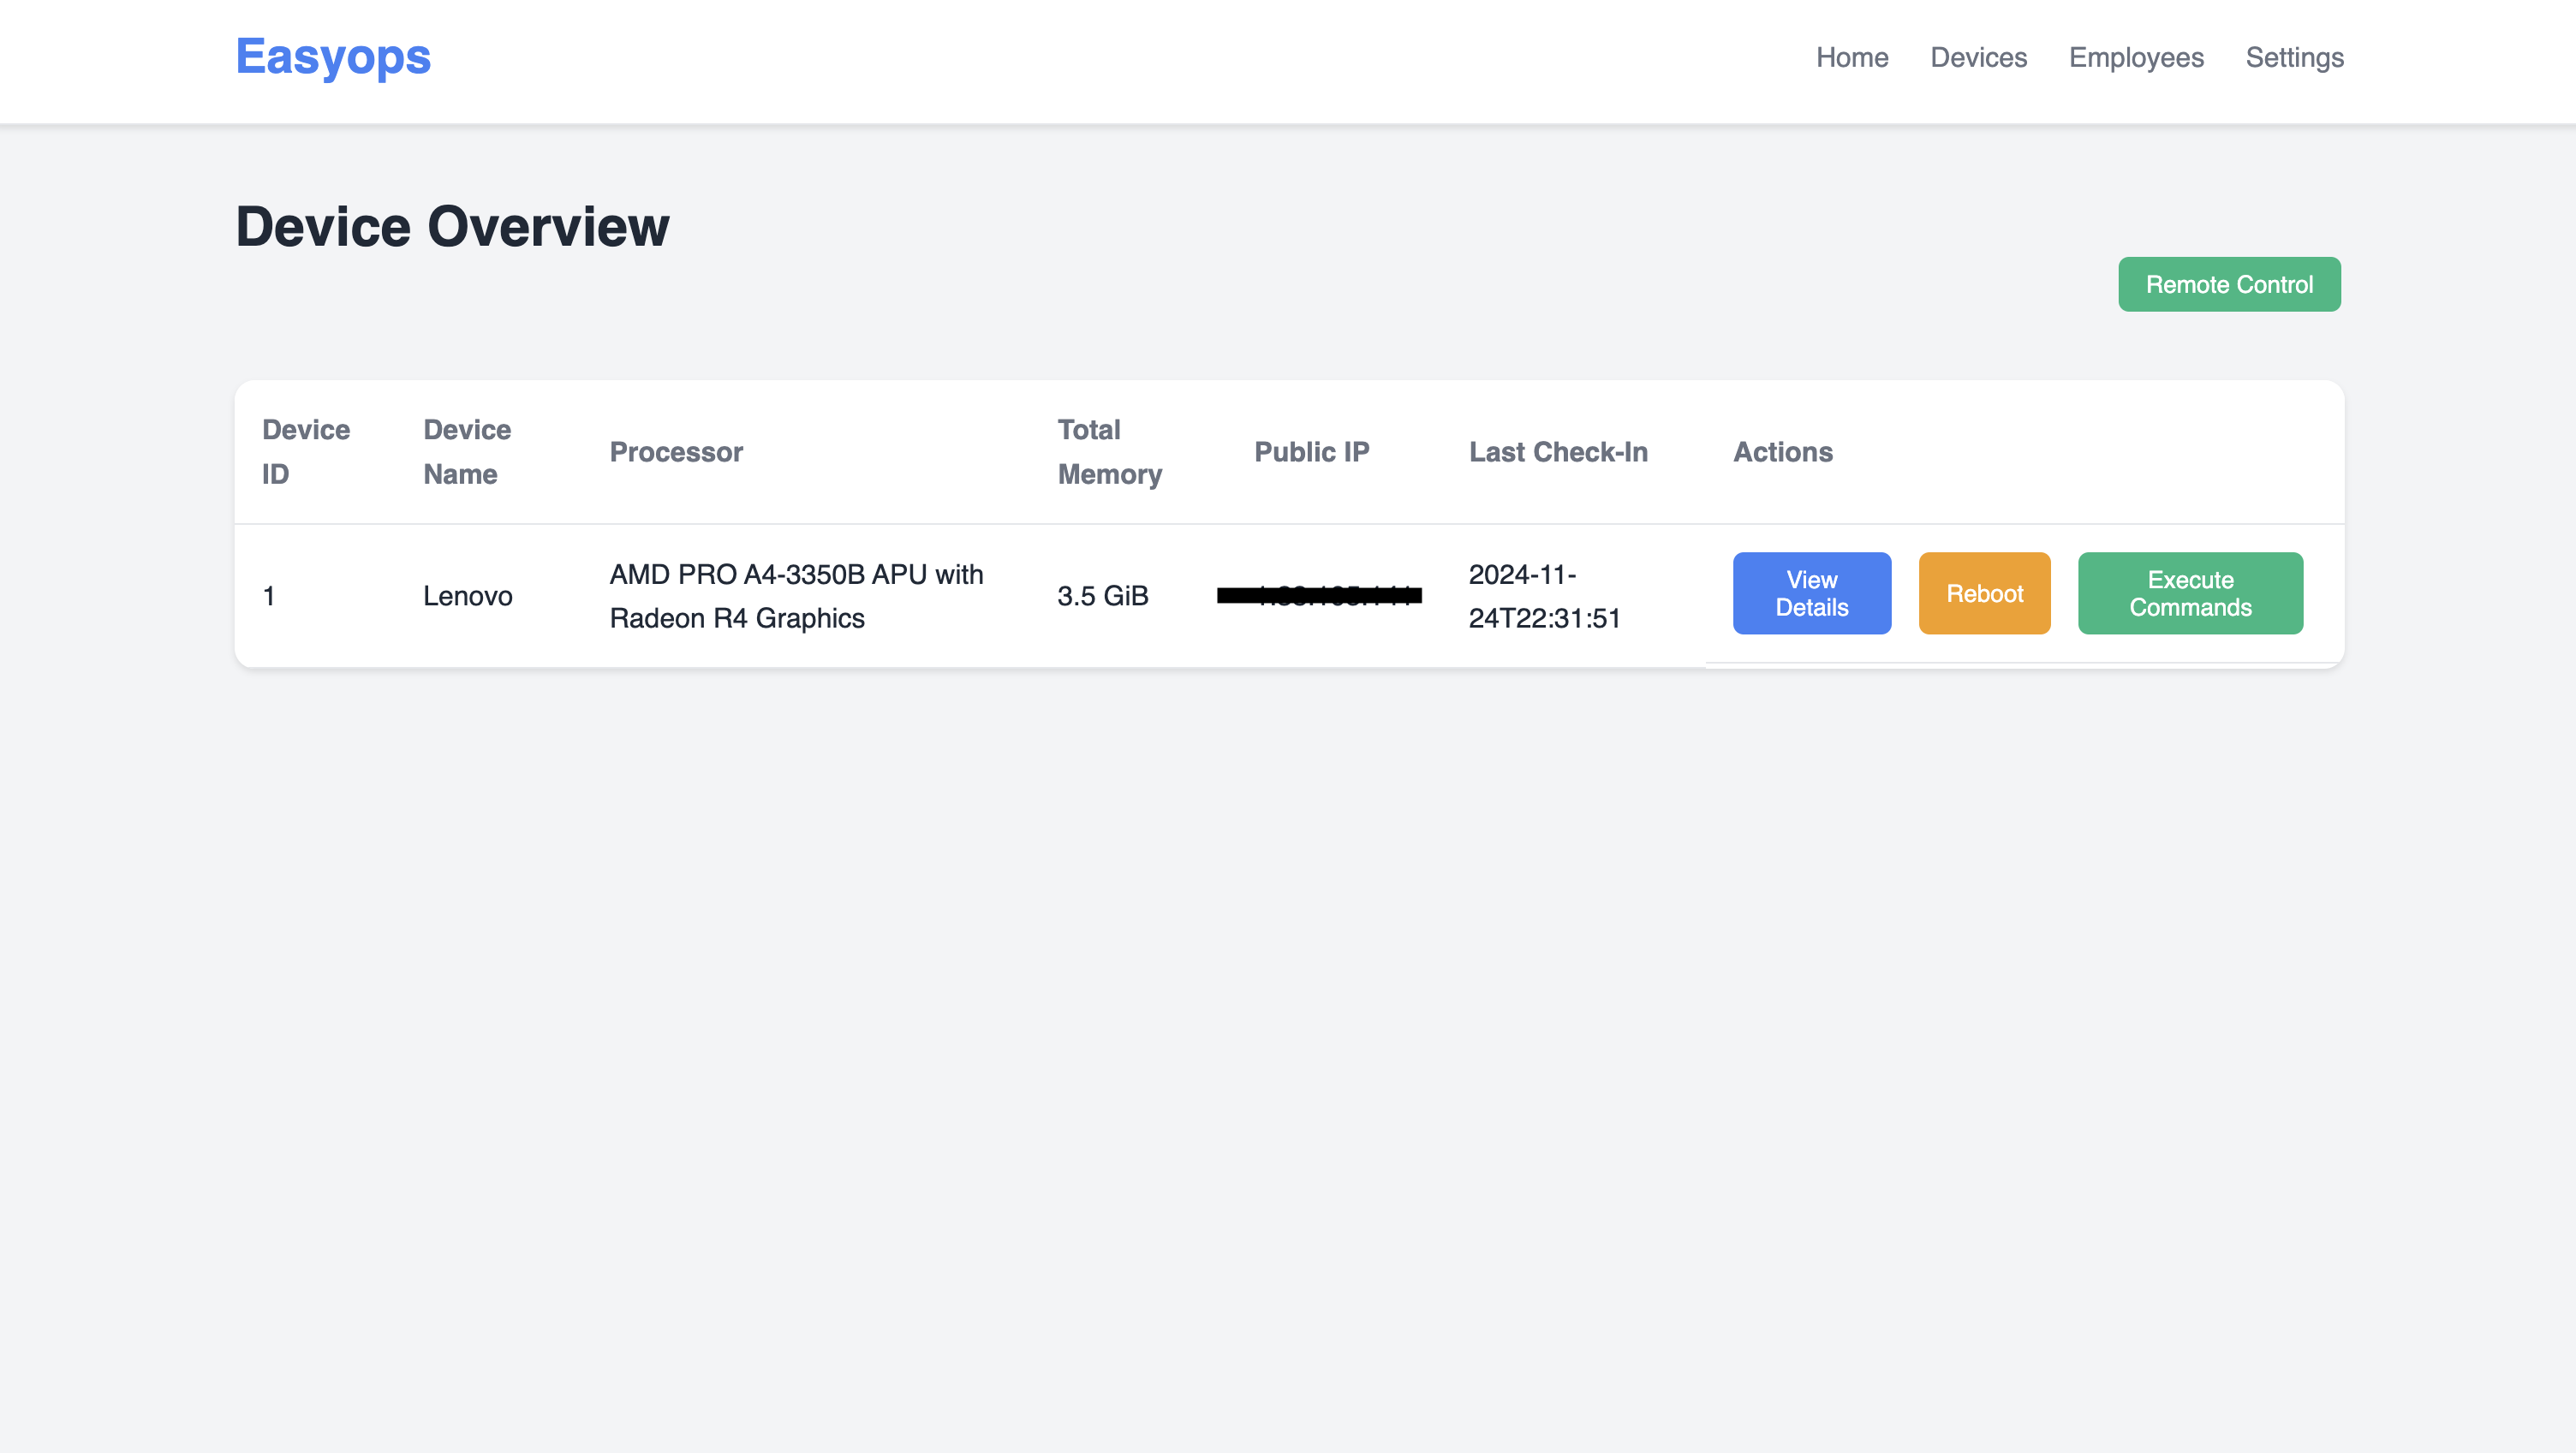 Easyops
Home Devices Employees Settings
Device Overview
Remote Control
Device ID
Device Name
Processor
Total Memory
Public IP
Last Check-In
Actions
1
Lenovo
AMD PRO A4-3350B APU with
Radeon R4 Graphics
3.5 GiB
2024-11-
24T22:31:51
View
Details
Reboot
Execute
Commands